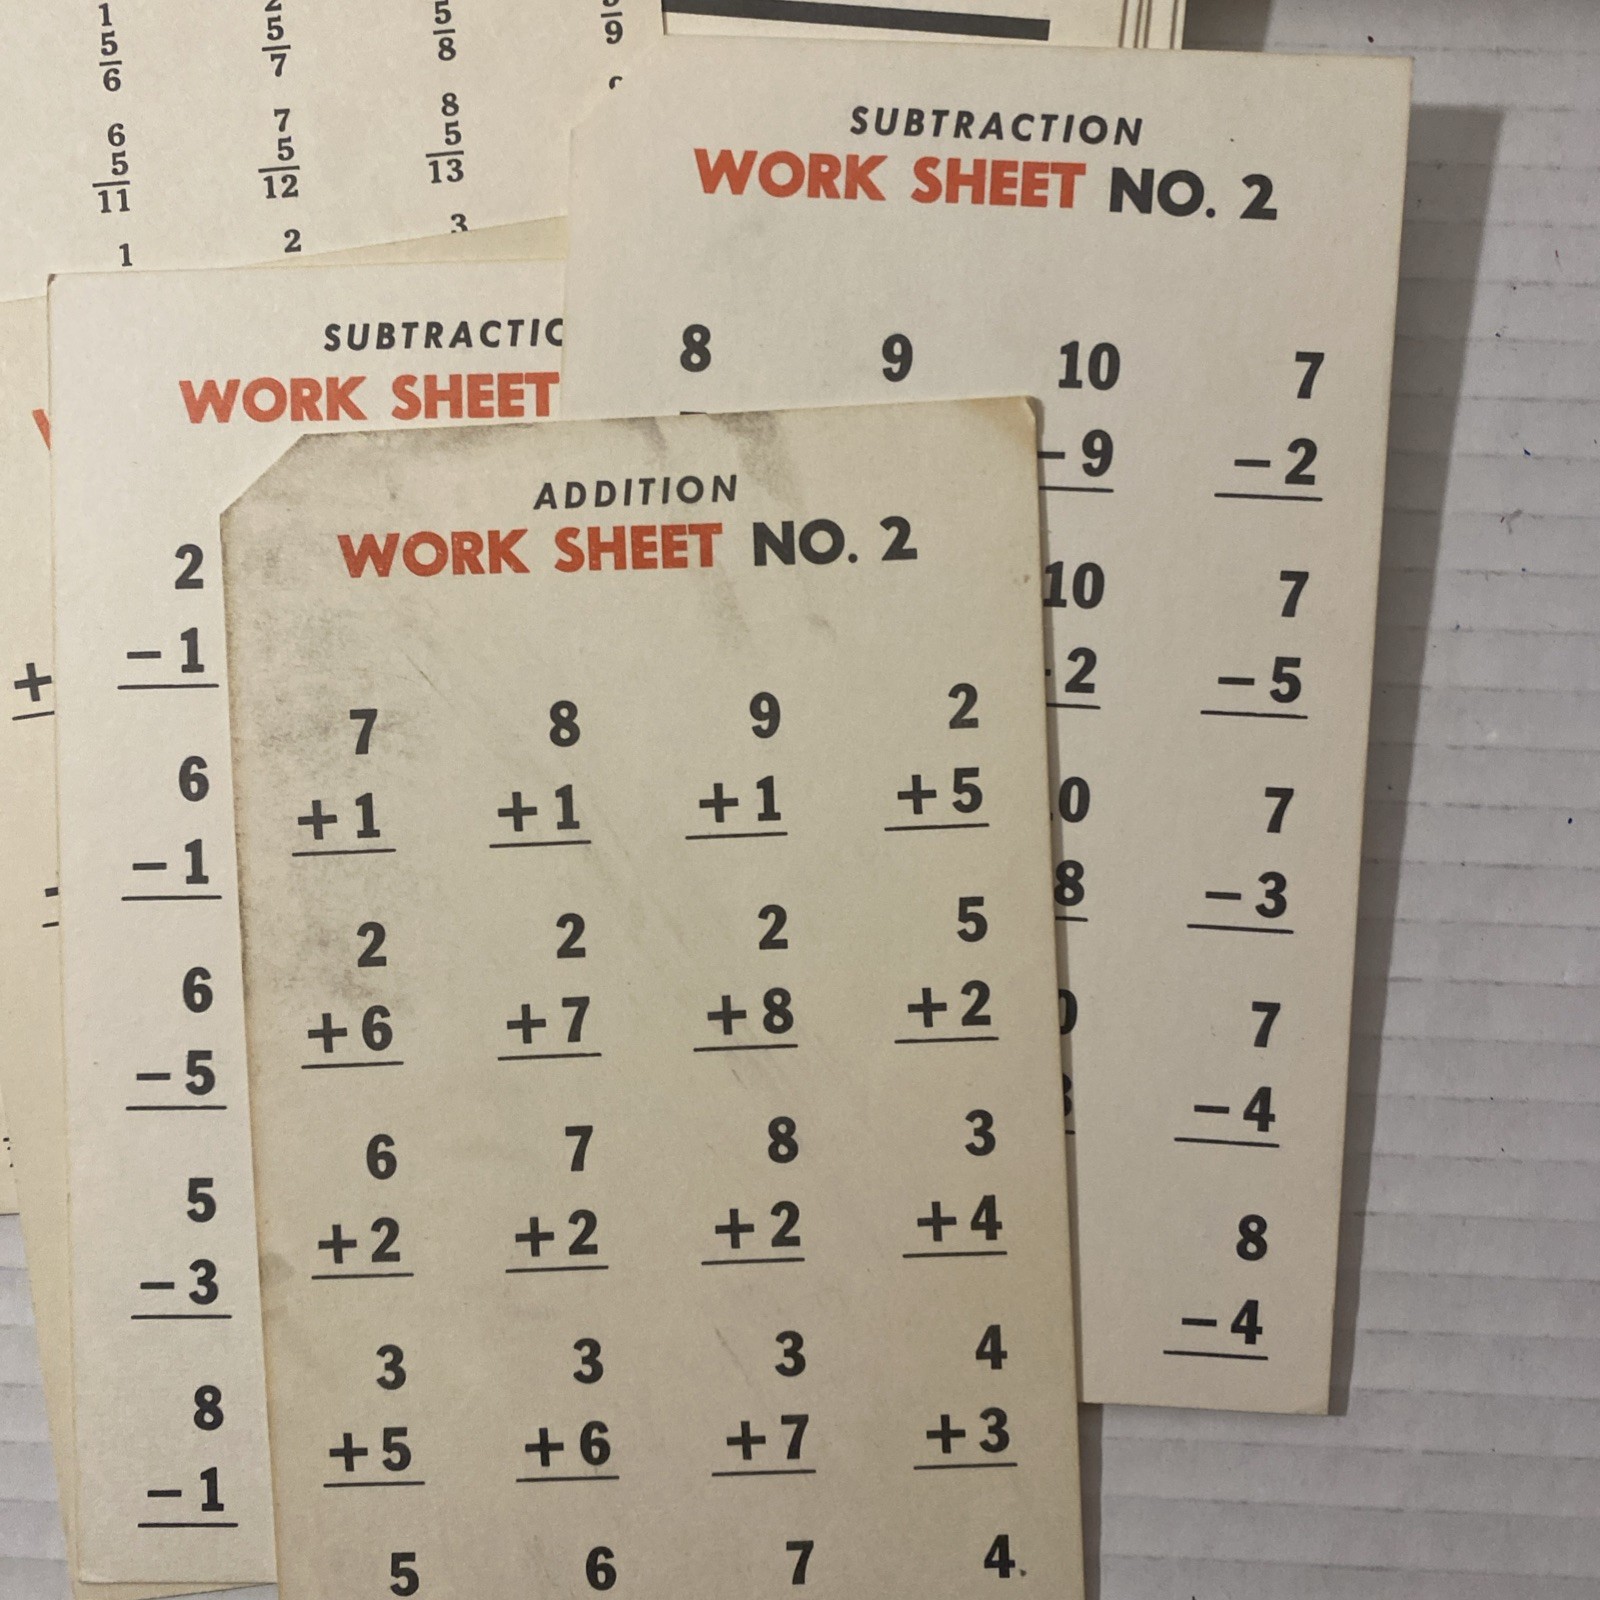 1
5
6
5
7
5
8
9
6
5
11
7
5
12
8
5
13
1
2
3
SUBTRACTION
WORK SHEET NO. 2
8 9 10 7
− 9 − 2
10 7
2 − 5
0 7
8 − 3
7
− 4
8
− 4
WORK SHEET
2
− 1
6
− 1
6
− 5
5
− 3
8
− 1
+
ADDITION
WORK SHEET NO. 2
7 8 9 2
+ 1 + 1 + 1 + 5
2 2 2 5
+ 6 + 7 + 8 + 2
6 7 8 3
+ 2 + 2 + 2 + 4
3 3 3 4
+ 5 + 6 + 7 + 3
5 6 7 4